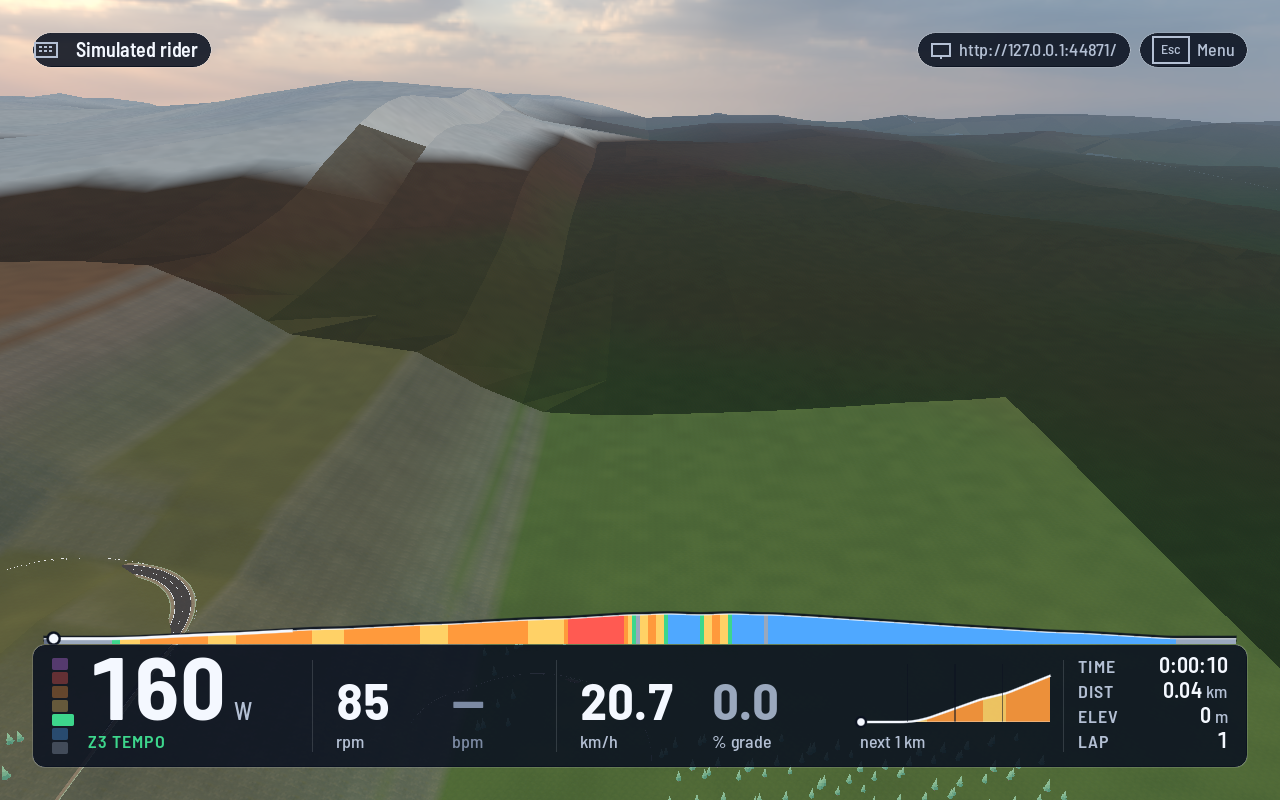 Simulated rider
http://127.0.0.1:44871/
Esc Menu
160 W
Z3 TEMPO
85
rpm
–
bpm
20.7
km/h
0.0
% grade
next 1 km
TIME 0:00:10
DIST 0.04 km
ELEV 0 m
LAP 1